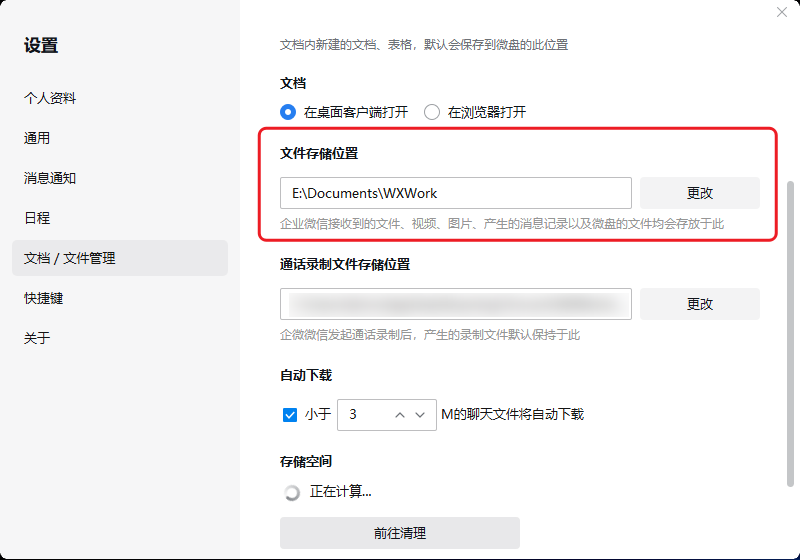 设置
个人资料
通用
消息通知
日程
文档 / 文件管理
快捷键
关于
文档内新建的文档、表格，默认会保存到微盘的此位置
文档
在桌面客户端打开 在浏览器打开
文件存储位置
E:\Documents\WXWork 更改
企业微信接收到的文件、视频、图片、产生的消息记录以及微盘的文件均会存放于此
通话录制文件存储位置
更改
企微微信发起通话录制后，产生的录制文件默认保持于此
自动下载
小于 3 M的聊天文件将自动下载
存储空间
正在计算...
前往清理